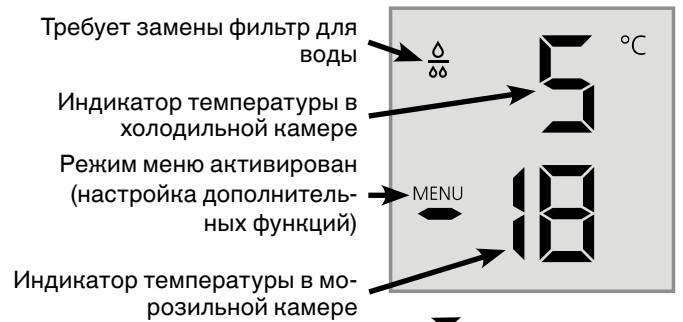 Требует замены фильтр для
воды
°C
5
Индикатор температуры в
холодильной камере
Режим меню активирован
(настройка дополнитель-
ных функций)
MENU
-18
Индикатор температуры в мо-
розильной камере